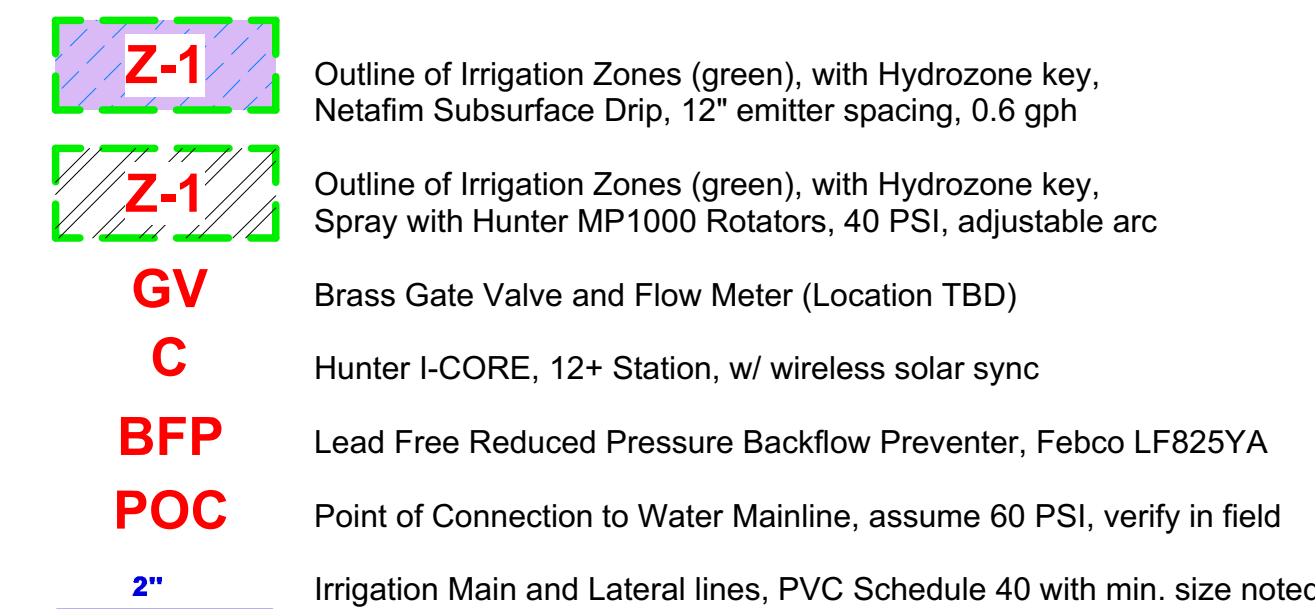 Z-1
Outline of Irrigation Zones (green), with Hydrozone key,
Netafim Subsurface Drip, 12" emitter spacing, 0.6 gph
Z-1
Outline of Irrigation Zones (green), with Hydrozone key,
Spray with Hunter MP1000 Rotators, 40 PSI, adjustable arc
GV Brass Gate Valve and Flow Meter (Location TBD)
C Hunter I-CORE, 12+ Station, w/ wireless solar sync
BFP Lead Free Reduced Pressure Backflow Preventer, Febco LF825YA
POC Point of Connection to Water Mainline, assume 60 PSI, verify in field
2" Irrigation Main and Lateral lines, PVC Schedule 40 with min. size noted